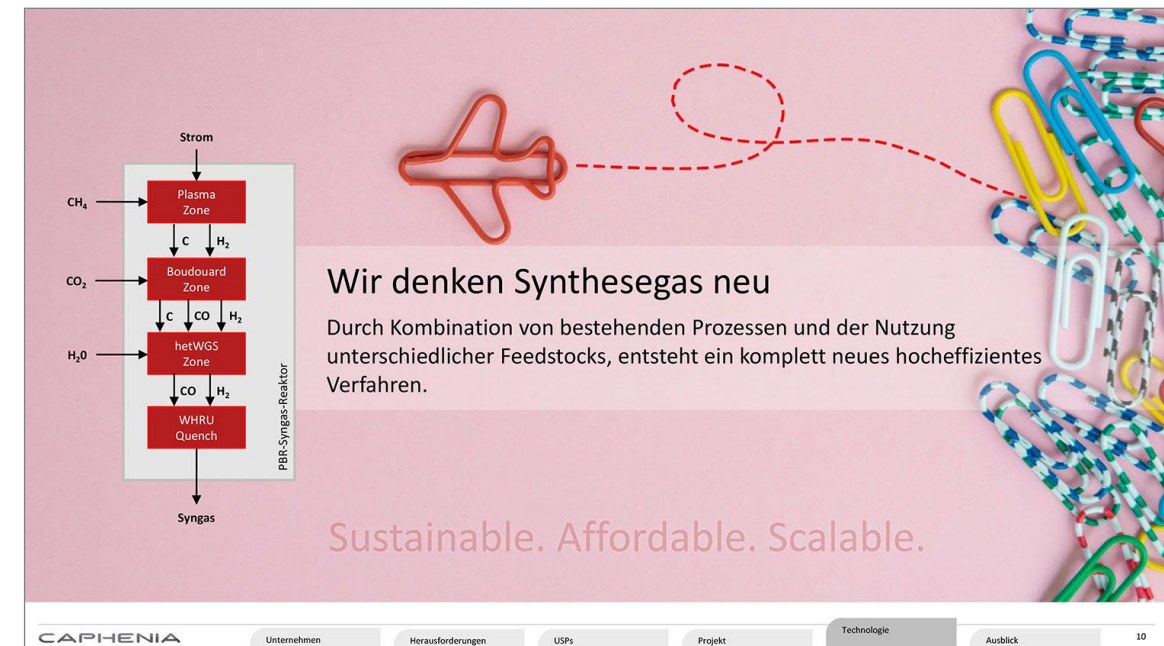 Strom
Plasma
Zone
CH₄
C H₂
Boudouard
Zone
CO₂
C CO H₂
hetWGS
Zone
H₂0
CO H₂
WHRU
Quench
PBR-Syngas-Reaktor
Syngas
Wir denken Synthesegas neu
Durch Kombination von bestehenden Prozessen und der Nutzung
unterschiedlicher Feedstocks, entsteht ein komplett neues hocheffizientes
Verfahren.
Sustainable. Affordable. Scalable.
CAPHENIA Unternehmen Herausforderungen USPs Projekt Technologie Ausblick 10